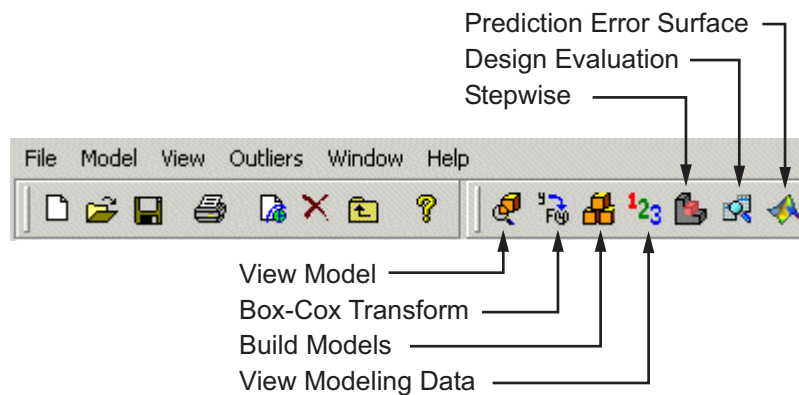 Prediction Error Surface
Design Evaluation
Stepwise
File Model View Outliers Window Help
?
y F(y) 123
View Model
Box-Cox Transform
Build Models
View Modeling Data